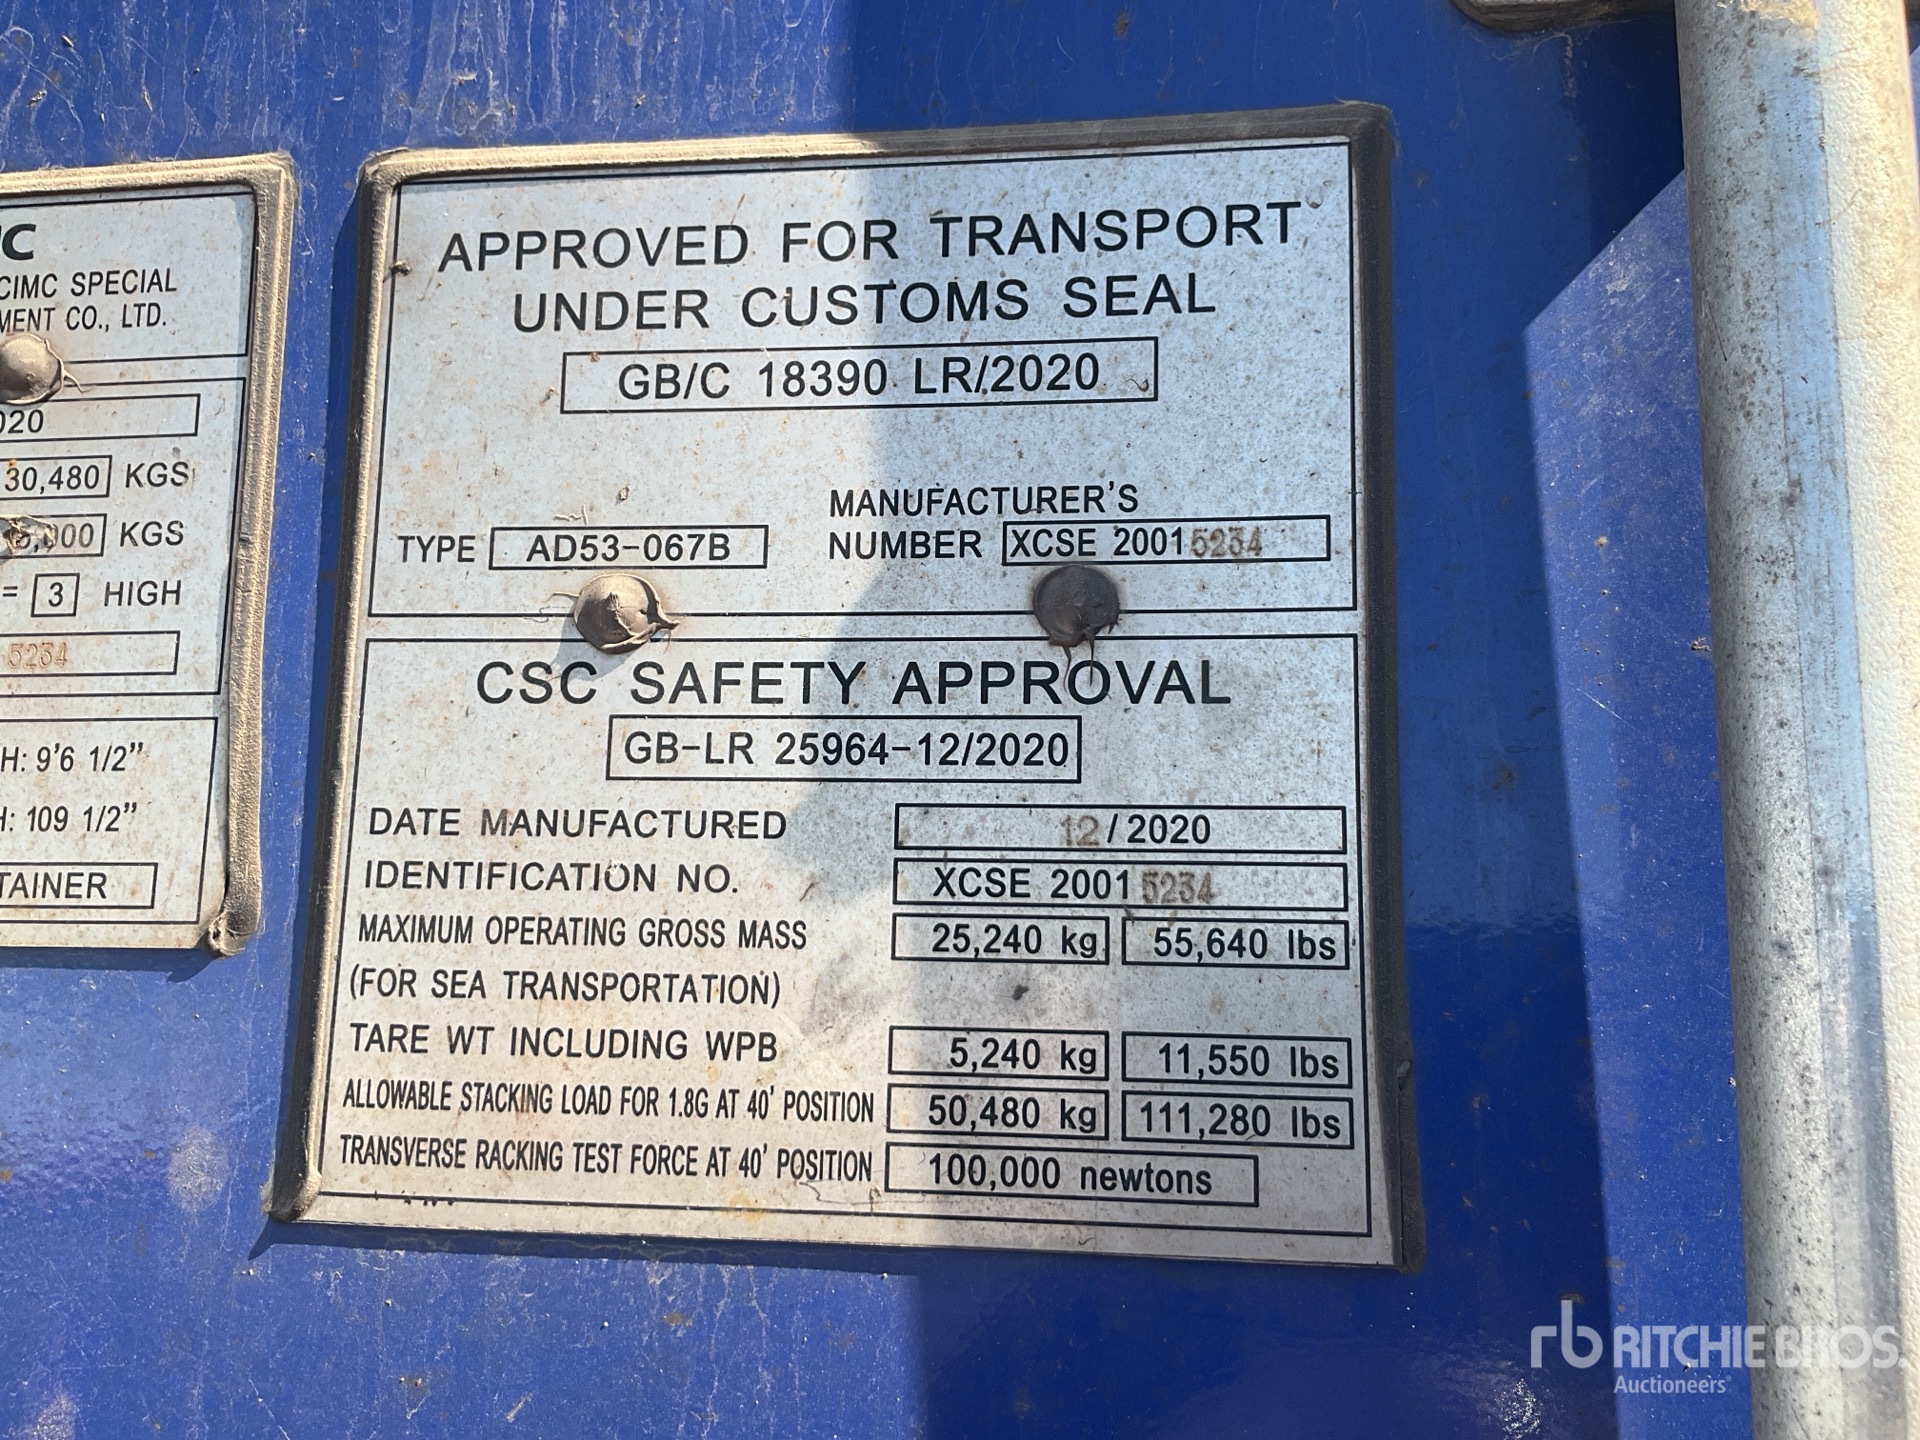 CIMC SPECIAL
MENT CO., LTD.
020
30,480 KGS
KGS
= 3 HIGH
5234
H: 9'6 1/2"
H: 109 1/2"
TAINER
APPROVED FOR TRANSPORT
UNDER CUSTOMS SEAL
GB/C 18390 LR/2020
MANUFACTURER'S
TYPE AD53-067B NUMBER XCSE 20015234
CSC SAFETY APPROVAL
GB-LR 25964-12/2020
DATE MANUFACTURED 12/2020
IDENTIFICATION NO. XCSE 20015234
MAXIMUM OPERATING GROSS MASS 25,240 kg 55,640 lbs
(FOR SEA TRANSPORTATION)
TARE WT INCLUDING WPB 5,240 kg 11,550 lbs
ALLOWABLE STACKING LOAD FOR 1.8G AT 40' POSITION 50,480 kg 111,280 lbs
TRANSVERSE RACKING TEST FORCE AT 40' POSITION 100,000 newtons
rb RITCHIE BROS.
Auctioneers